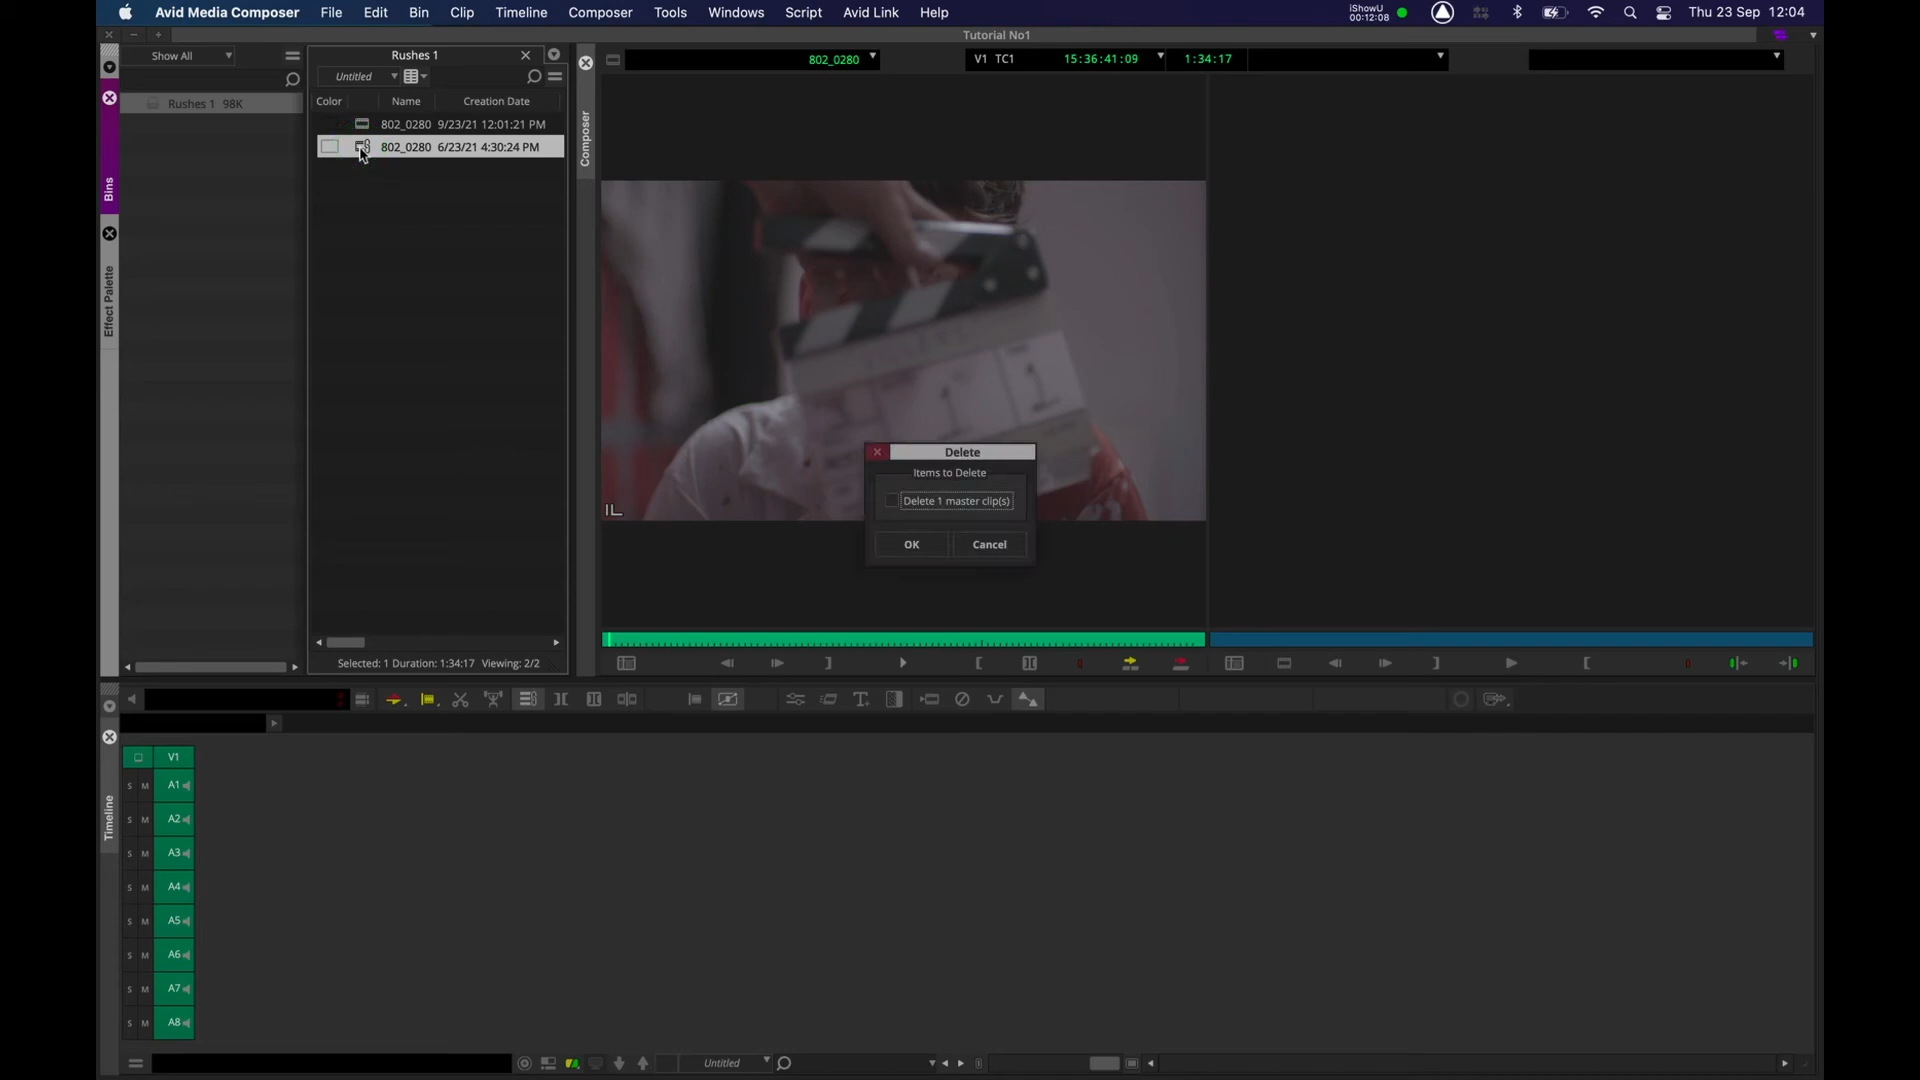 Avid Media Composer File Edit Bin Clip Timeline Composer Tools Windows Script Avid Link Help
iShowU
00:12:08
Thu 23 Sep 12:04
Tutorial No1
Show All
Rushes 1
802_0280
V1 TC1
15:36:41:09
1:34:17
Untitled
Color Name Creation Date
Rushes 1 98K
802_0280 9/23/21 12:01:21 PM
802_0280 6/23/21 4:30:24 PM
Composer
Bins
Effect Palette
Delete
Items to Delete
Delete 1 master clip(s)
OK Cancel
Selected: 1 Duration: 1:34:17 Viewing: 2/2
Timeline
V1
S M A1
S M A2
S M A3
S M A4
S M A5
S M A6
S M A7
S M A8
Untitled